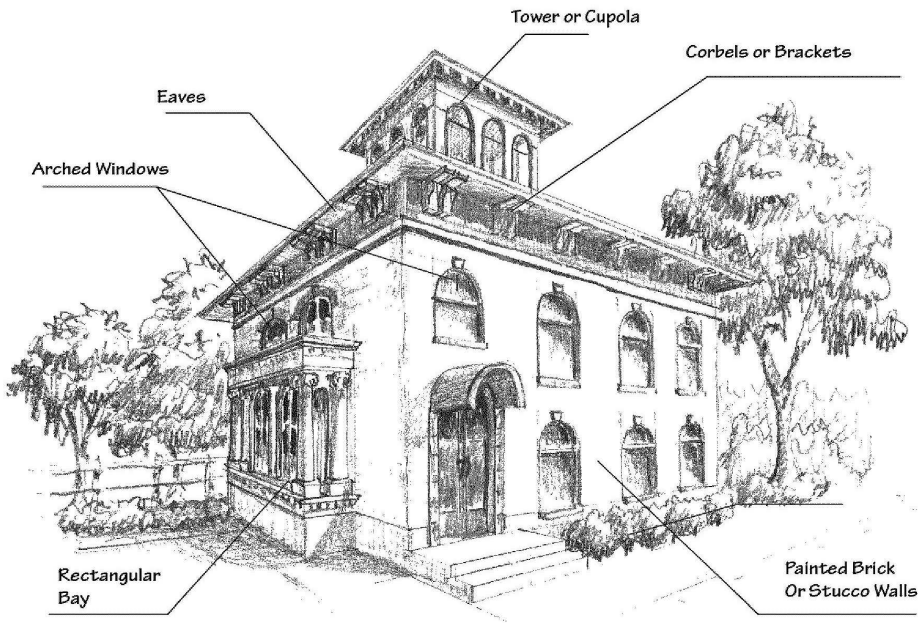 Tower or Cupola
Corbels or Brackets
Eaves
Arched Windows
Rectangular
Bay
Painted Brick
Or Stucco Walls